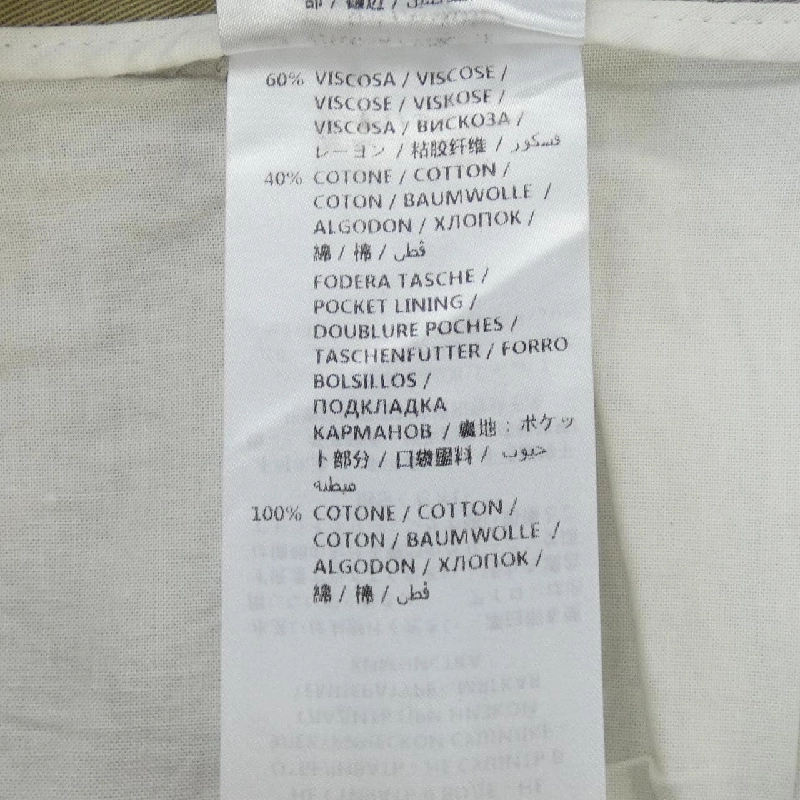 60% VISCOSA / VISCOSE /
VISCOSE / VISKOSE /
VISCOSA / ВИСКОЗА /
レーヨン / 粘胶纤维 / فسكوز
40% COTONE / COTTON /
COTON / BAUMWOLLE /
ALGODON / ХЛОПОК /
綿 / 棉 / قطن
FODERA TASCHE /
POCKET LINING /
DOUBLURE POCHES /
TASCHENFUTTER / FORRO
BOLSILLOS /
ПОДКЛАДКА
КАРМАНОВ / 裏地：ポケッ
ト部分 / 口袋里料 / جيوب
مبطنه
100% COTONE / COTTON /
COTON / BAUMWOLLE /
ALGODON / ХЛОПОК /
綿 / 棉 / قطن